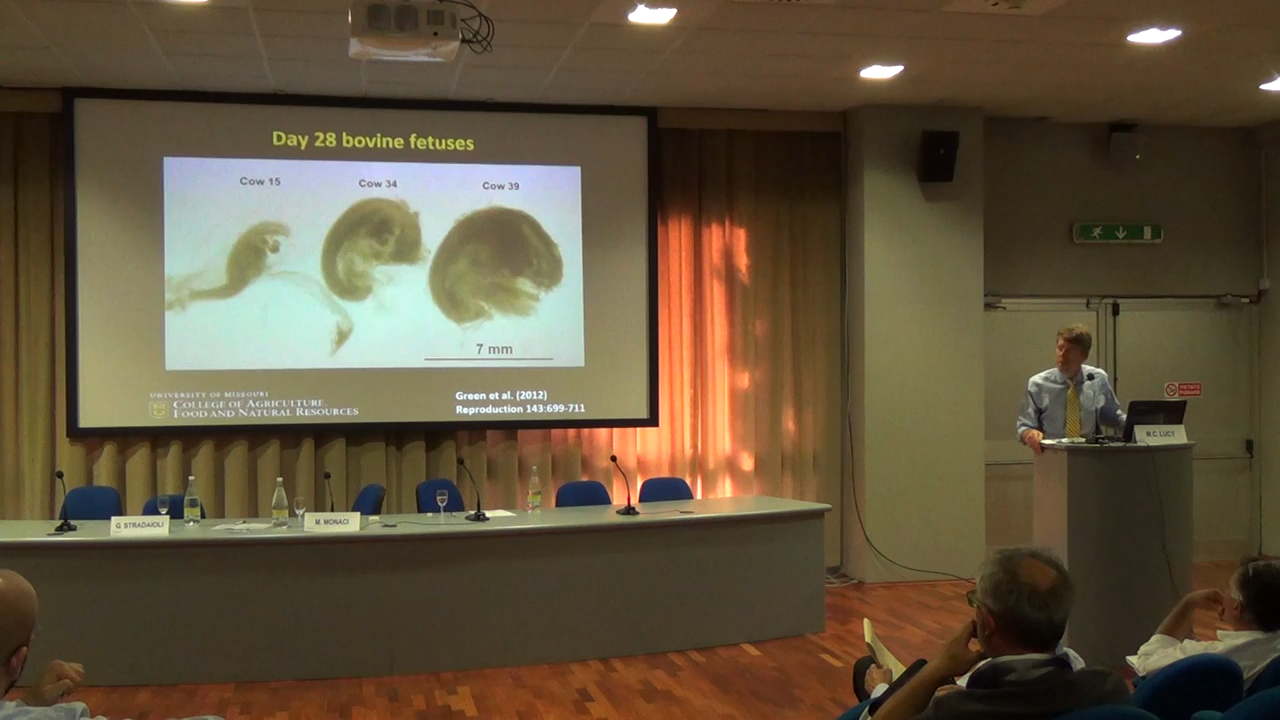 Day 28 bovine fetuses
Cow 15
Cow 34
Cow 39
7 mm
UNIVERSITY OF MISSOURI
COLLEGE OF AGRICULTURE
FOOD AND NATURAL RESOURCES
Green et al. (2012)
Reproduction 143:699-711
M.C. LUCY
G. STRADAIOLI
M. MONACI